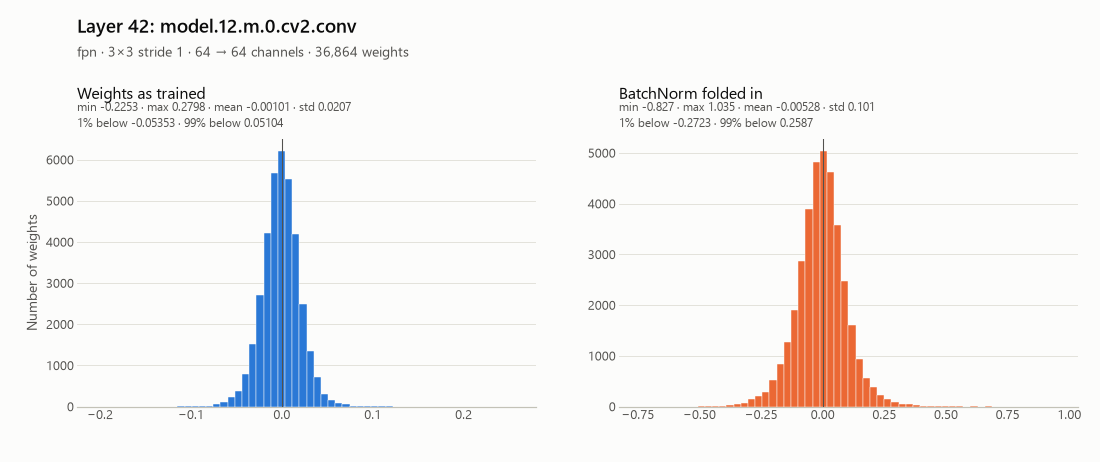 Layer 42: model.12.m.0.cv2.conv
fpn · 3×3 stride 1 · 64 → 64 channels · 36,864 weights
Weights as trained
min -0.2253 · max 0.2798 · mean -0.00101 · std 0.0207
1% below -0.05353 · 99% below 0.05104
Number of weights
6000
5000
4000
3000
2000
1000
0
−0.2 −0.1 0.0 0.1 0.2
BatchNorm folded in
min -0.827 · max 1.035 · mean -0.00528 · std 0.101
1% below -0.2723 · 99% below 0.2587
5000
4000
3000
2000
1000
0
−0.75 −0.50 −0.25 0.00 0.25 0.50 0.75 1.00